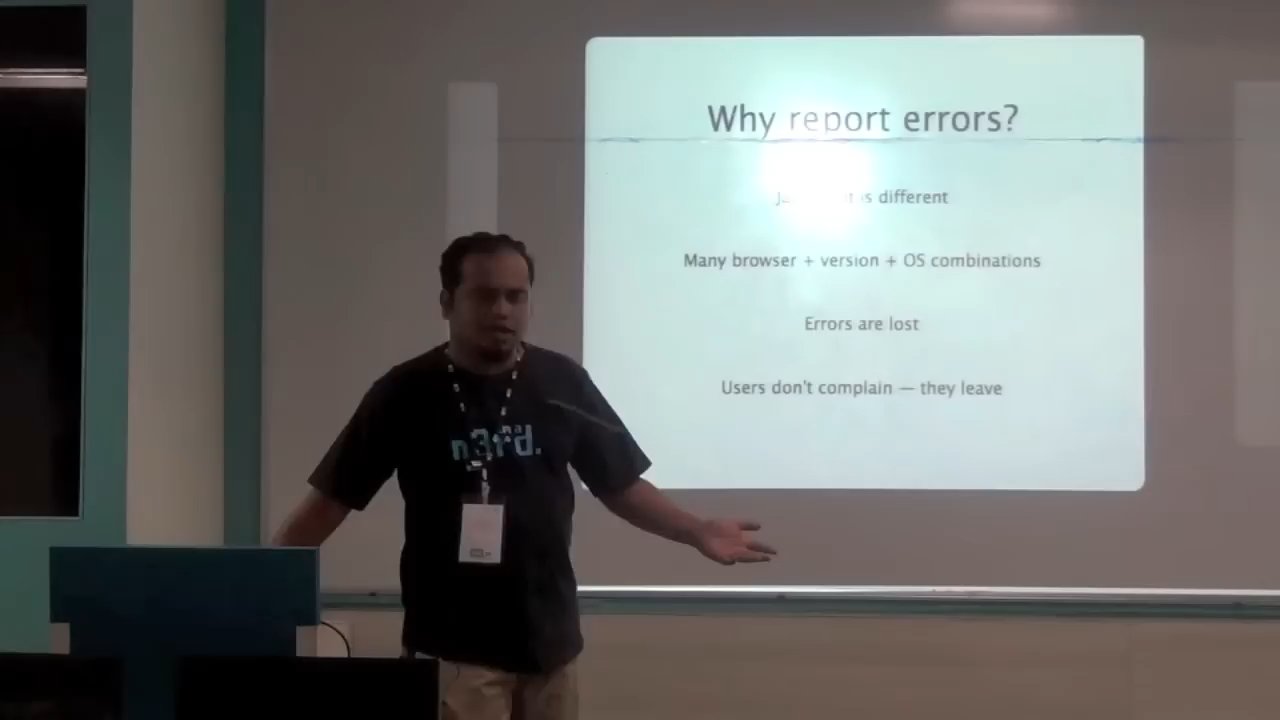 Why report errors?
is different
Many browser + version + OS combinations
Errors are lost
Users don't complain — they leave
n3rd.